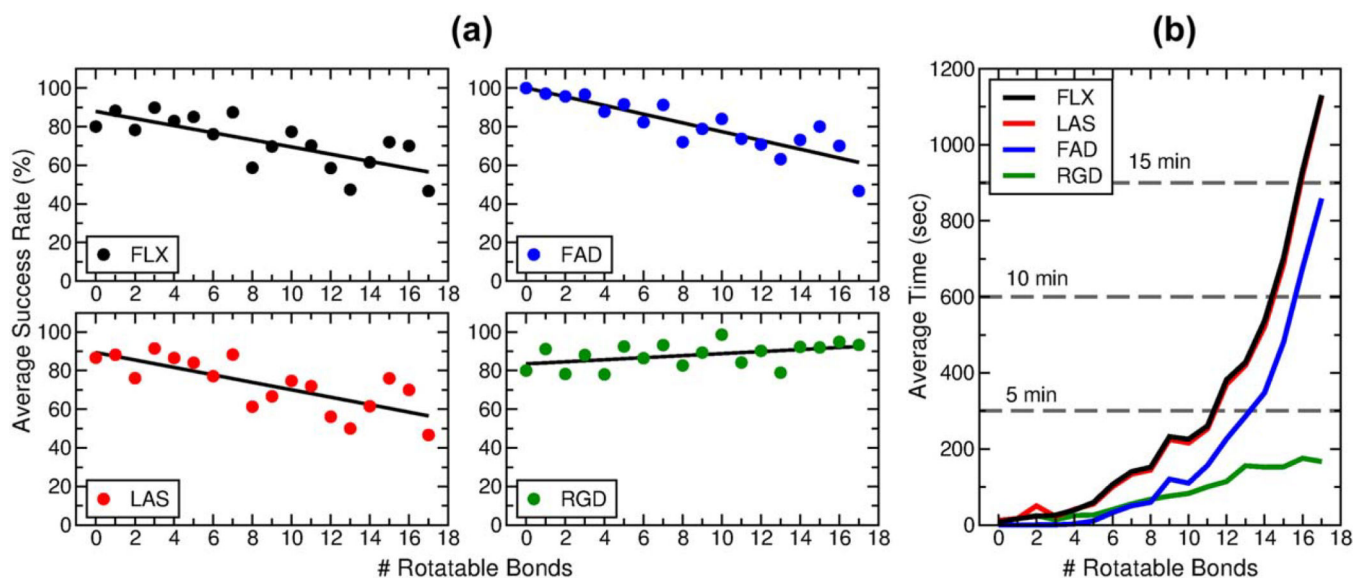 (a)
(b)
Average Success Rate (%)
100
80
60
40
20
0
FLX
0 2 4 6 8 10 12 14 16 18
100
80
60
40
20
0
FAD
0 2 4 6 8 10 12 14 16 18
100
80
60
40
20
0
LAS
0 2 4 6 8 10 12 14 16 18
100
80
60
40
20
0
RGD
0 2 4 6 8 10 12 14 16 18
# Rotatable Bonds
Average Time (sec)
1200
1000
800
600
400
200
0
FLX
LAS
FAD
RGD
15 min
10 min
5 min
0 2 4 6 8 10 12 14 16 18
# Rotatable Bonds